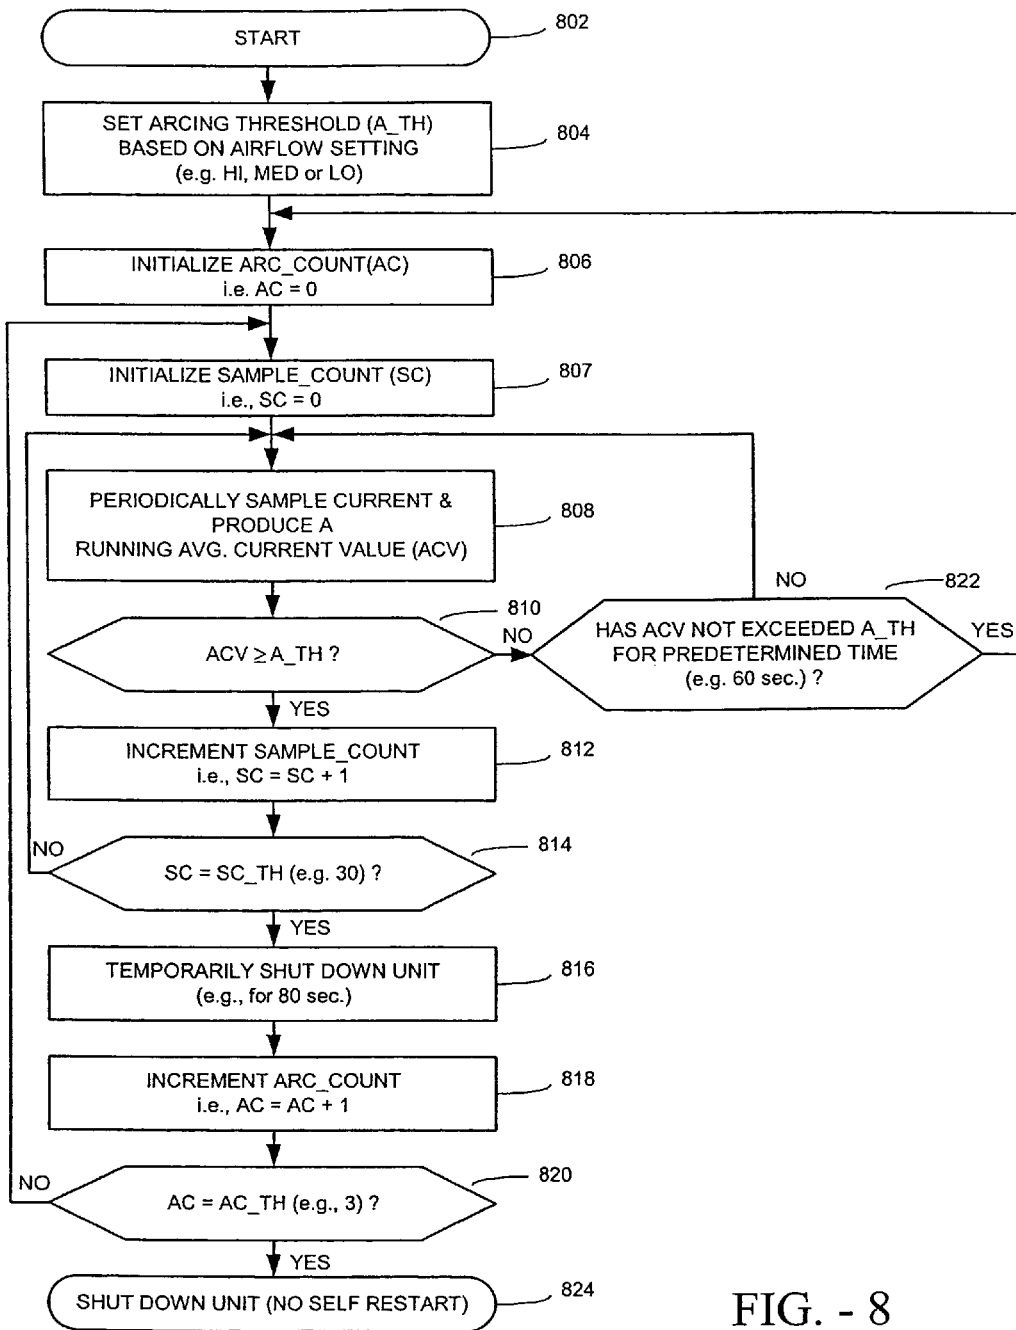 START
802
SET ARCING THRESHOLD (A_TH)
BASED ON AIRFLOW SETTING
(e.g. HI, MED or LO)
804
INITIALIZE ARC_COUNT(AC)
i.e. AC = 0
806
INITIALIZE SAMPLE_COUNT (SC)
i.e., SC = 0
807
PERIODICALLY SAMPLE CURRENT &
PRODUCE A
RUNNING AVG. CURRENT VALUE (ACV)
808
ACV ≥ A_TH ?
810
NO
YES
HAS ACV NOT EXCEEDED A_TH
FOR PREDETERMINED TIME
(e.g. 60 sec.) ?
822
NO
YES
INCREMENT SAMPLE_COUNT
i.e., SC = SC + 1
812
SC = SC_TH (e.g. 30) ?
814
NO
YES
TEMPORARILY SHUT DOWN UNIT
(e.g., for 80 sec.)
816
INCREMENT ARC_COUNT
i.e., AC = AC + 1
818
AC = AC_TH (e.g., 3) ?
820
NO
YES
SHUT DOWN UNIT (NO SELF RESTART)
824
FIG. - 8